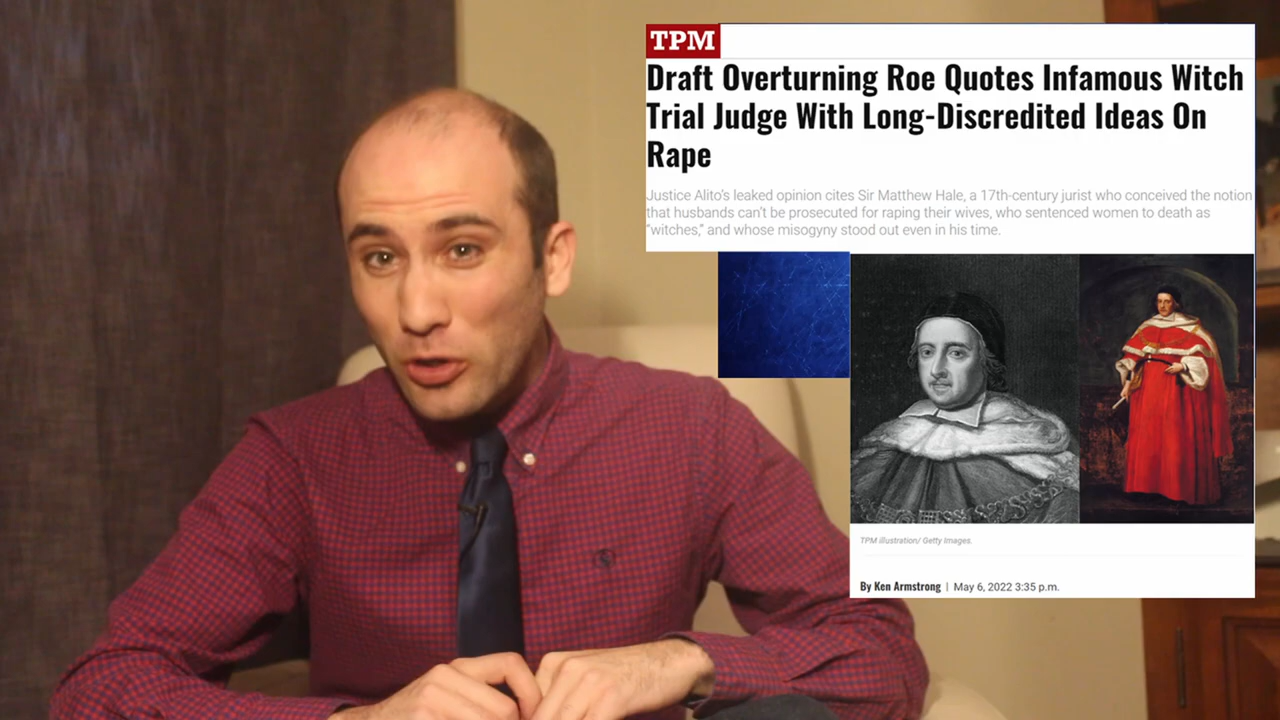 TPM
Draft Overturning Roe Quotes Infamous Witch
Trial Judge With Long-Discredited Ideas On
Rape
Justice Alito's leaked opinion cites Sir Matthew Hale, a 17th-century jurist who conceived the notion
that husbands can't be prosecuted for raping their wives, who sentenced women to death as
"witches," and whose misogyny stood out even in his time.
TPM illustration/ Getty Images.
By Ken Armstrong | May 6, 2022 3:35 p.m.